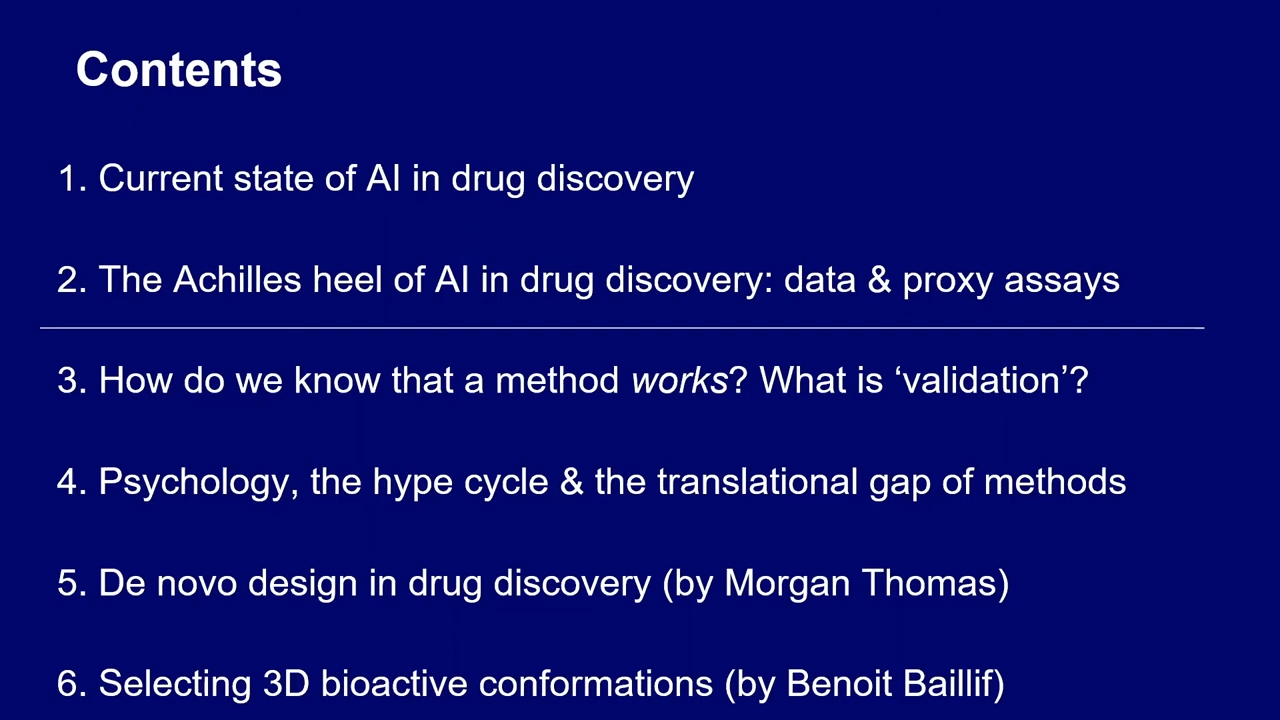 Contents
1. Current state of AI in drug discovery
2. The Achilles heel of AI in drug discovery: data & proxy assays
3. How do we know that a method works? What is ‘validation’?
4. Psychology, the hype cycle & the translational gap of methods
5. De novo design in drug discovery (by Morgan Thomas)
6. Selecting 3D bioactive conformations (by Benoit Baillif)